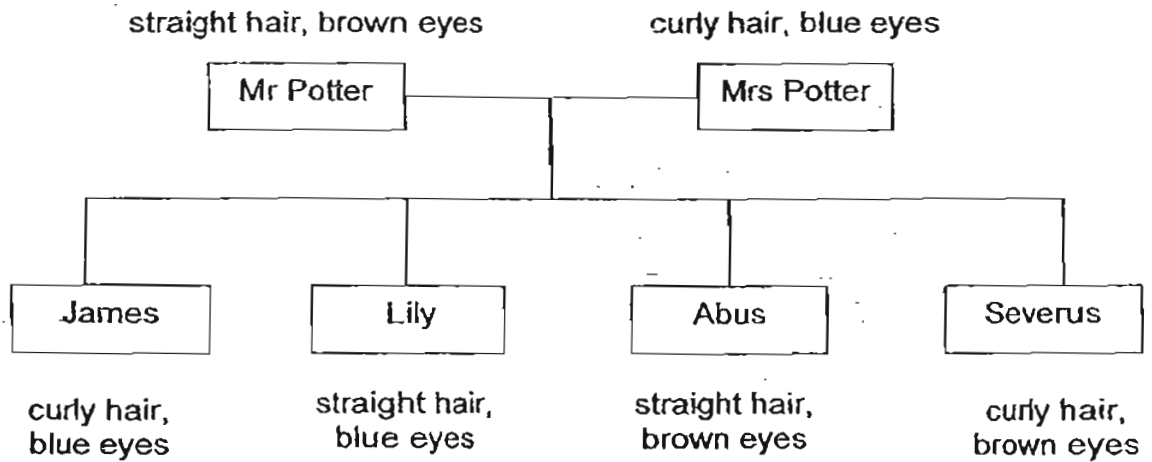 straight hair, brown eyes
curly hair, blue eyes
Mr Potter
Mrs Potter
James
Lily
Abus
Severus
curly hair,
blue eyes
straight hair,
blue eyes
straight hair,
brown eyes
curly hair,
brown eyes